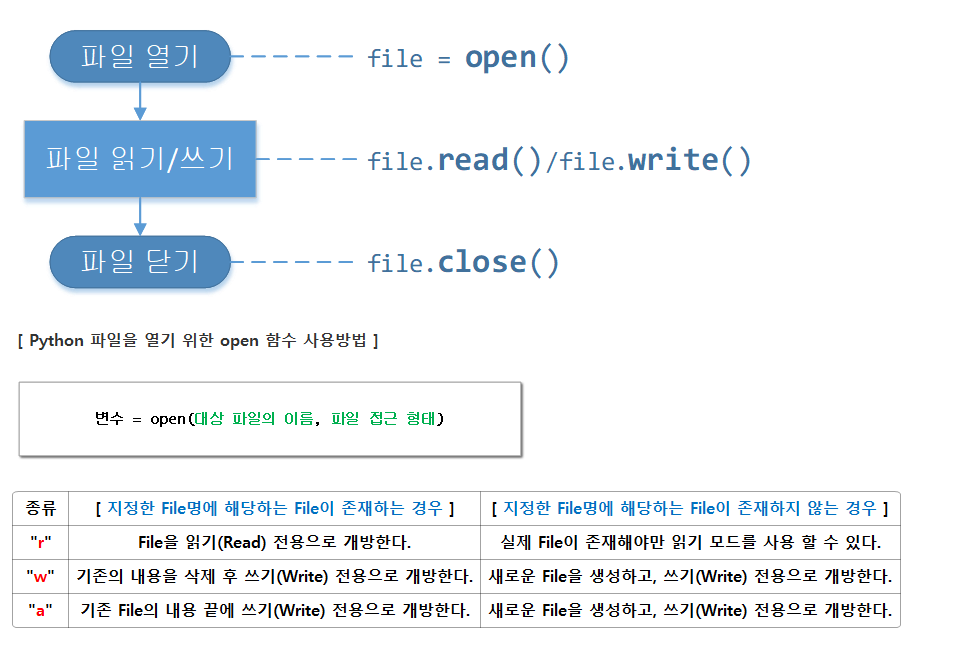 파일 열기 file = open()
파일 읽기/쓰기 file.read()/file.write()
파일 닫기 file.close()
[ Python 파일을 열기 위한 open 함수 사용방법 ]
변수 = open(대상 파일의 이름, 파일 접근 형태)
종류 [ 지정한 File명에 해당하는 File이 존재하는 경우 ] [ 지정한 File명에 해당하는 File이 존재하지 않는 경우 ]
"r" File을 읽기(Read) 전용으로 개방한다. 실제 File이 존재해야만 읽기 모드를 사용 할 수 있다.
"w" 기존의 내용을 삭제 후 쓰기(Write) 전용으로 개방한다. 새로운 File을 생성하고, 쓰기(Write) 전용으로 개방한다.
"a" 기존 File의 내용 끝에 쓰기(Write) 전용으로 개방한다. 새로운 File을 생성하고, 쓰기(Write) 전용으로 개방한다.